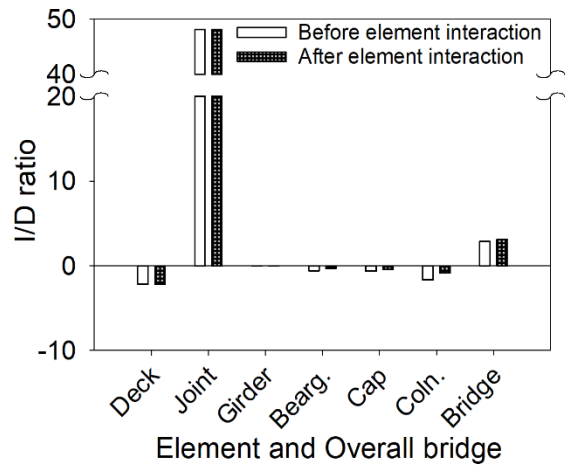 50
Before element interaction
After element interaction
40
20
10
0
-10
I/D ratio
Deck
Joint
Girder
Bearg.
Cap
Coln.
Bridge
Element and Overall bridge